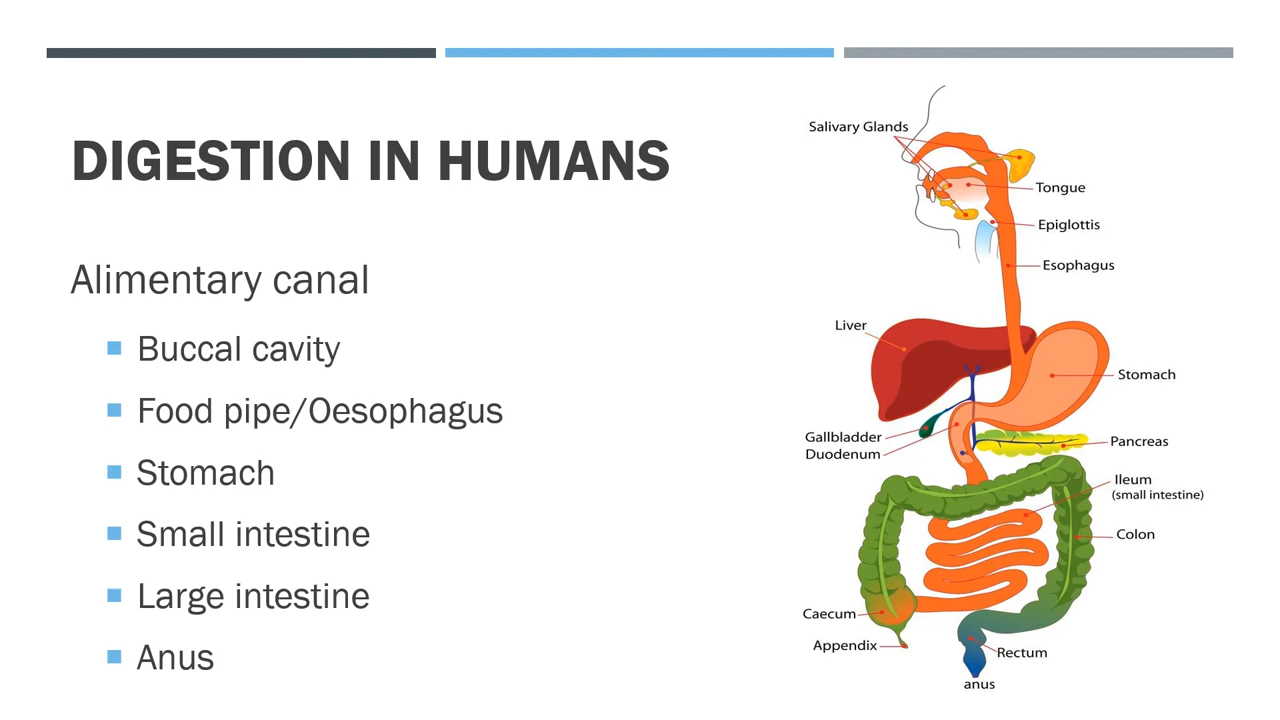 DIGESTION IN HUMANS
Alimentary canal
Buccal cavity
Food pipe/Oesophagus
Stomach
Small intestine
Large intestine
Anus
Salivary Glands
Tongue
Epiglottis
Esophagus
Liver
Stomach
Gallbladder
Duodenum
Pancreas
Ileum
(small intestine)
Colon
Caecum
Appendix
Rectum
anus